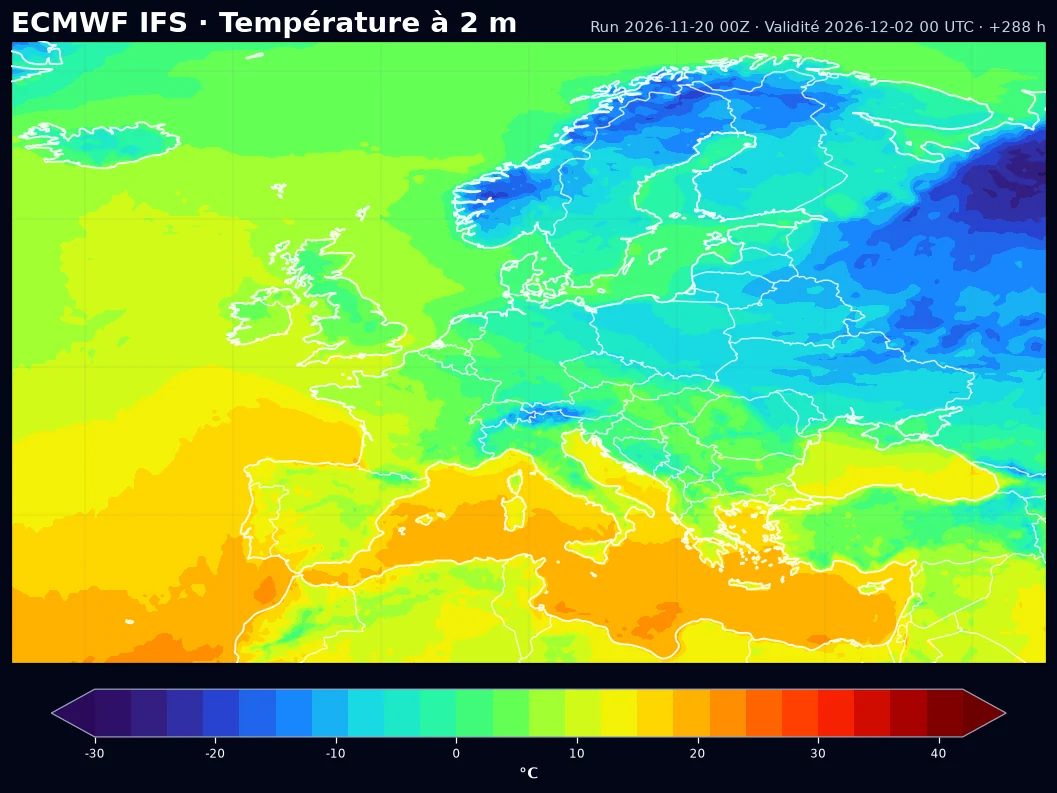 ECMWF IFS · Température à 2 m
Run 2026-11-20 00Z · Validité 2026-12-02 00 UTC · +288 h
-30 -20 -10 0 10 20 30 40
°C